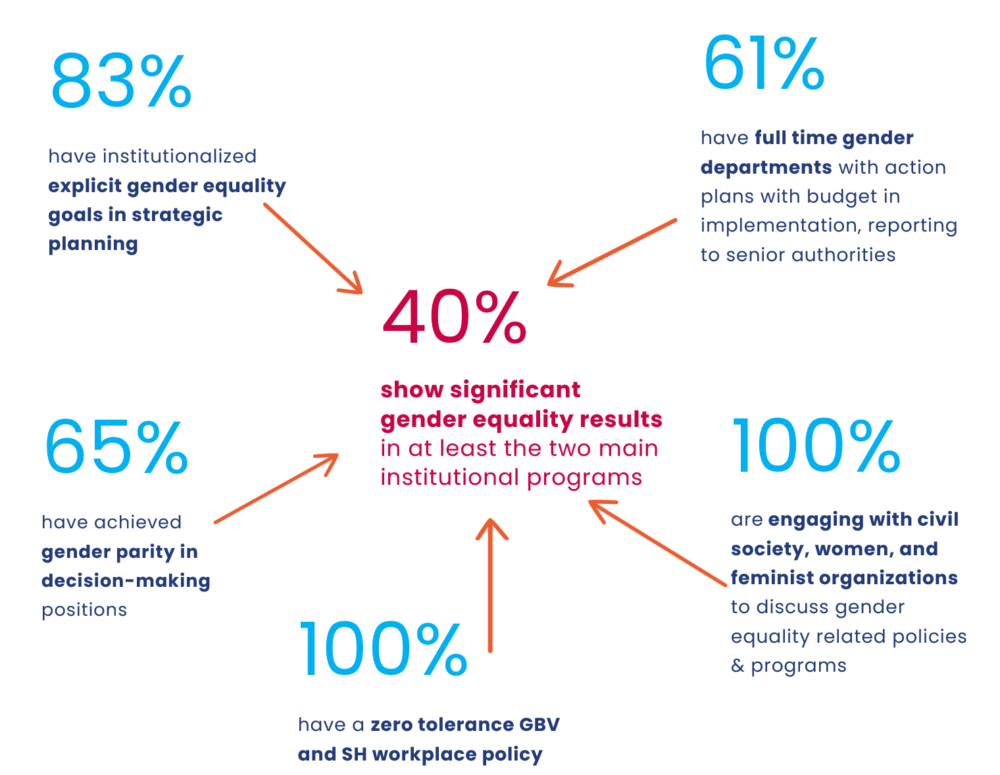 83%
have institutionalized
explicit gender equality
goals in strategic
planning
61%
have full time gender
departments with action
plans with budget in
implementation, reporting
to senior authorities
40%
show significant
gender equality results
in at least the two main
institutional programs
65%
have achieved
gender parity in
decision-making
positions
100%
are engaging with civil
society, women, and
feminist organizations
to discuss gender
equality related policies
& programs
100%
have a zero tolerance GBV
and SH workplace policy